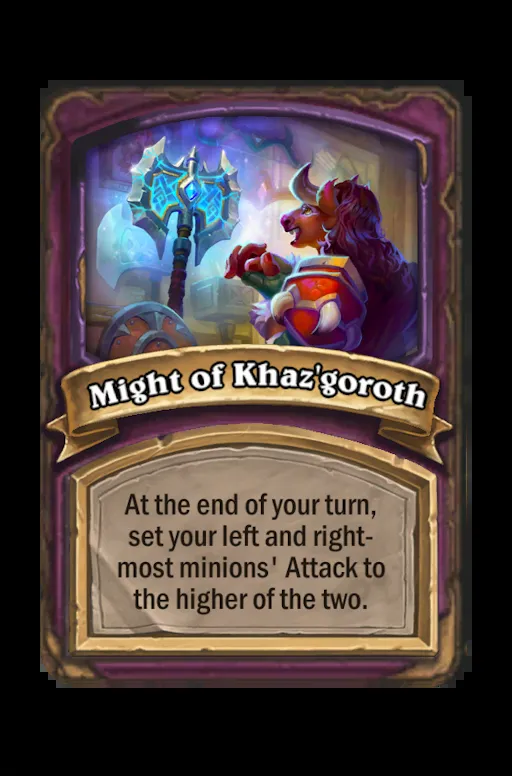 Might of Khaz'goroth
At the end of your turn,
set your left and right-
most minions' Attack to
the higher of the two.